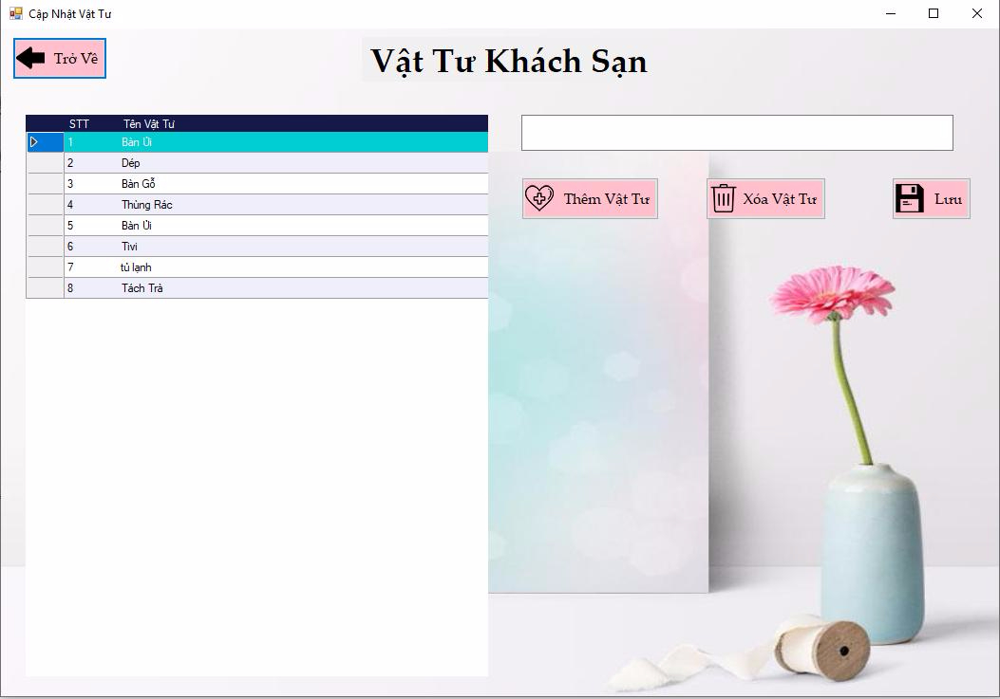 Cập Nhật Vật Tư
Trở Về
Vật Tư Khách Sạn
STT Tên Vật Tư
1 Bàn Ủi
2 Dép
3 Bàn Gỗ
4 Thùng Rác
5 Bàn Ủi
6 Tivi
7 tủ lạnh
8 Tách Trà
Thêm Vật Tư
Xóa Vật Tư
Lưu